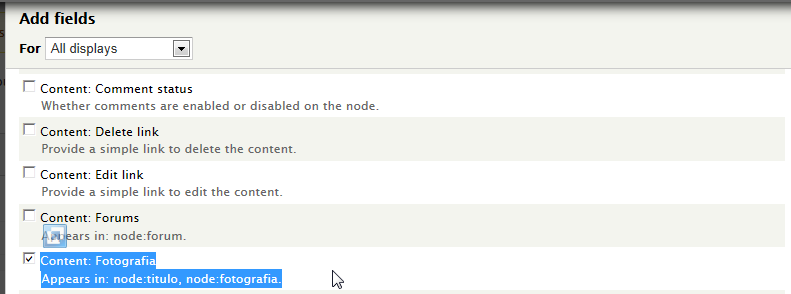 Add fields
For All displays
Content: Comment status
Whether comments are enabled or disabled on the node.
Content: Delete link
Provide a simple link to delete the content.
Content: Edit link
Provide a simple link to edit the content.
Content: Forums
Appears in: node:forum.
Content: Fotografia
Appears in: node:titulo, node:fotografia.